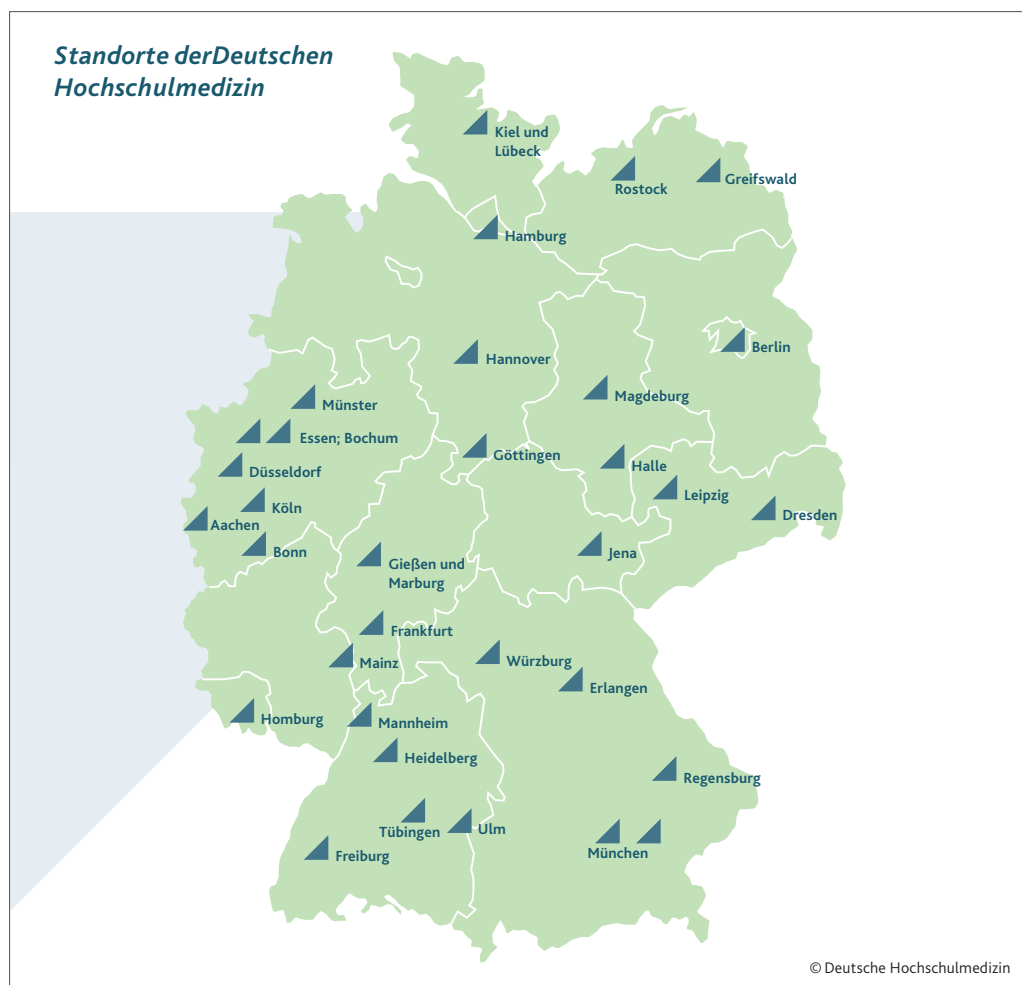 Standorte derDeutschen
Hochschulmedizin
Kiel und
Lübeck
Rostock
Greifswald
Hamburg
Berlin
Hannover
Magdeburg
Münster
Essen; Bochum
Göttingen
Halle
Düsseldorf
Leipzig
Köln
Dresden
Aachen
Bonn
Jena
Gießen und
Marburg
Frankfurt
Mainz
Würzburg
Erlangen
Homburg
Mannheim
Heidelberg
Regensburg
Tübingen
Ulm
München
Freiburg
© Deutsche Hochschulmedizin